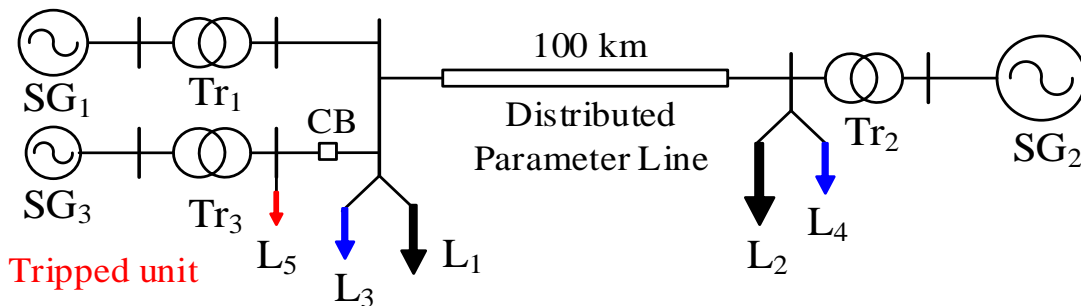 100 km
SG₁
Tr₁
CB
Distributed
Parameter Line
Tr₂
SG₂
SG₃
Tr₃
L₅
L₃
L₁
L₂
L₄
Tripped unit